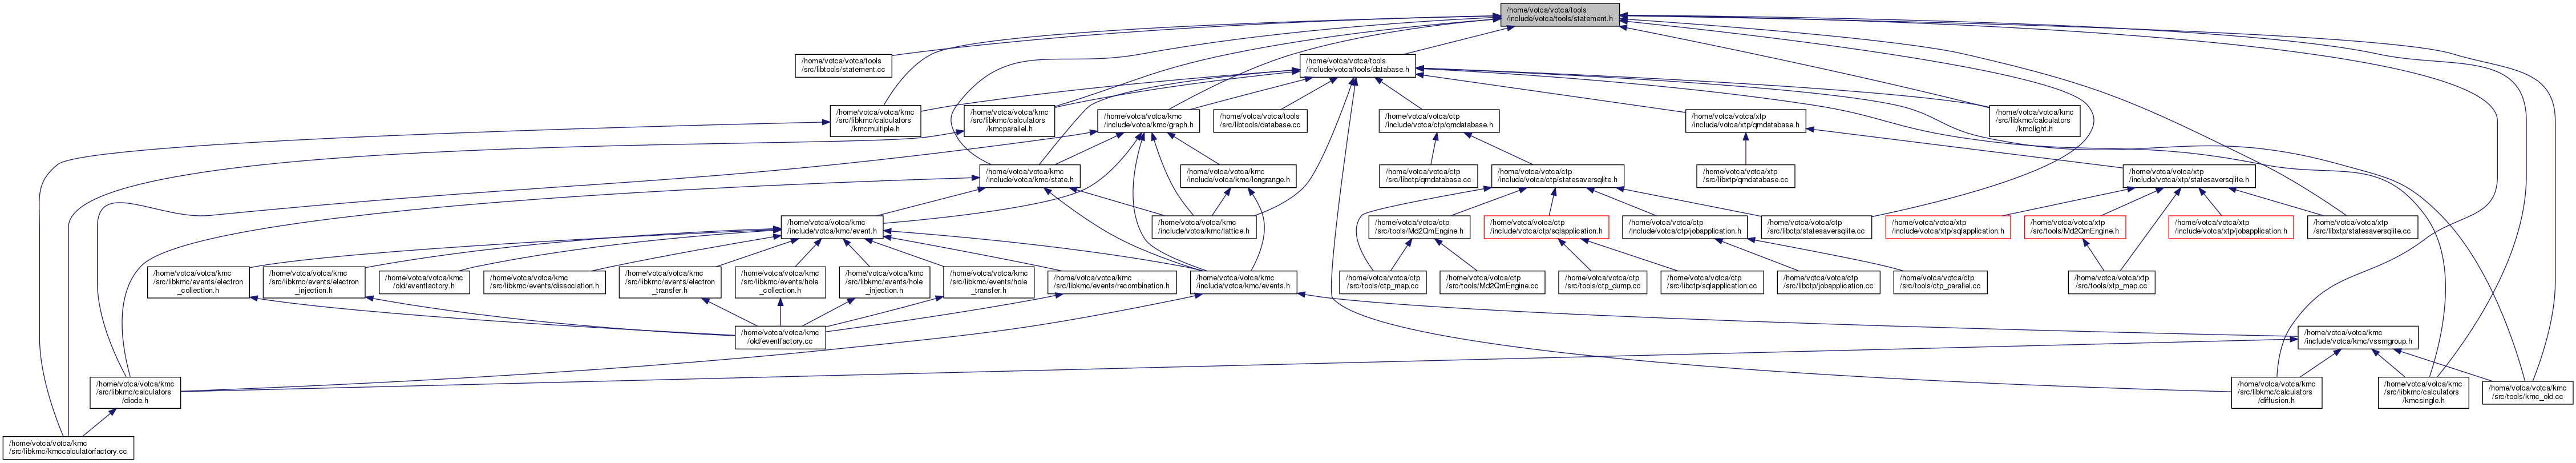 /home/votca/votca/tools
/include/votca/tools/statement.h
/home/votca/votca/tools
/src/libtools/statement.cc
/home/votca/votca/tools
/include/votca/tools/database.h
/home/votca/votca/kmc
/src/libkmc/calculators
/kmcmultiple.h
/home/votca/votca/kmc
/src/libkmc/calculators
/kmcparallel.h
/home/votca/votca/kmc
/include/votca/kmc/graph.h
/home/votca/votca/tools
/src/libtools/database.cc
/home/votca/votca/ctp
/include/votca/ctp/qmdatabase.h
/home/votca/votca/xtp
/include/votca/xtp/qmdatabase.h
/home/votca/votca/kmc
/src/libkmc/calculators
/kmclight.h
/home/votca/votca/kmc
/include/votca/kmc/state.h
/home/votca/votca/kmc
/include/votca/kmc/longrange.h
/home/votca/votca/ctp
/src/libctp/qmdatabase.cc
/home/votca/votca/ctp
/include/votca/ctp/statesaversqlite.h
/home/votca/votca/xtp
/src/libxtp/qmdatabase.cc
/home/votca/votca/xtp
/include/votca/xtp/statesaversqlite.h
/home/votca/votca/kmc
/include/votca/kmc/event.h
/home/votca/votca/kmc
/include/votca/kmc/lattice.h
/home/votca/votca/ctp
/src/tools/Md2QmEngine.h
/home/votca/votca/ctp
/include/votca/ctp/sqlapplication.h
/home/votca/votca/ctp
/include/votca/ctp/jobapplication.h
/home/votca/votca/ctp
/src/libctp/statesaversqlite.cc
/home/votca/votca/xtp
/include/votca/xtp/sqlapplication.h
/home/votca/votca/xtp
/src/tools/Md2QmEngine.h
/home/votca/votca/xtp
/include/votca/xtp/jobapplication.h
/home/votca/votca/xtp
/src/libxtp/statesaversqlite.cc
/home/votca/votca/kmc
/src/libkmc/events/electron
_collection.h
/home/votca/votca/kmc
/src/libkmc/events/electron
_injection.h
/home/votca/votca/kmc
/old/eventfactory.h
/home/votca/votca/kmc
/src/libkmc/events/dissociation.h
/home/votca/votca/kmc
/src/libkmc/events/electron
_transfer.h
/home/votca/votca/kmc
/src/libkmc/events/hole
_collection.h
/home/votca/votca/kmc
/src/libkmc/events/hole
_injection.h
/home/votca/votca/kmc
/src/libkmc/events/hole
_transfer.h
/home/votca/votca/kmc
/src/libkmc/events/recombination.h
/home/votca/votca/kmc
/include/votca/kmc/events.h
/home/votca/votca/ctp
/src/tools/ctp_map.cc
/home/votca/votca/ctp
/src/tools/Md2QmEngine.cc
/home/votca/votca/ctp
/src/tools/ctp_dump.cc
/home/votca/votca/ctp
/src/libctp/sqlapplication.cc
/home/votca/votca/ctp
/src/libctp/jobapplication.cc
/home/votca/votca/ctp
/src/tools/ctp_parallel.cc
/home/votca/votca/xtp
/src/tools/xtp_map.cc
/home/votca/votca/kmc
/old/eventfactory.cc
/home/votca/votca/kmc
/include/votca/kmc/vssmgroup.h
/home/votca/votca/kmc
/src/libkmc/calculators
/diode.h
/home/votca/votca/kmc
/src/libkmc/calculators
/diffusion.h
/home/votca/votca/kmc
/src/libkmc/calculators
/kmcsingle.h
/home/votca/votca/kmc
/src/tools/kmc_old.cc
/home/votca/votca/kmc
/src/libkmc/kmccalculatorfactory.cc